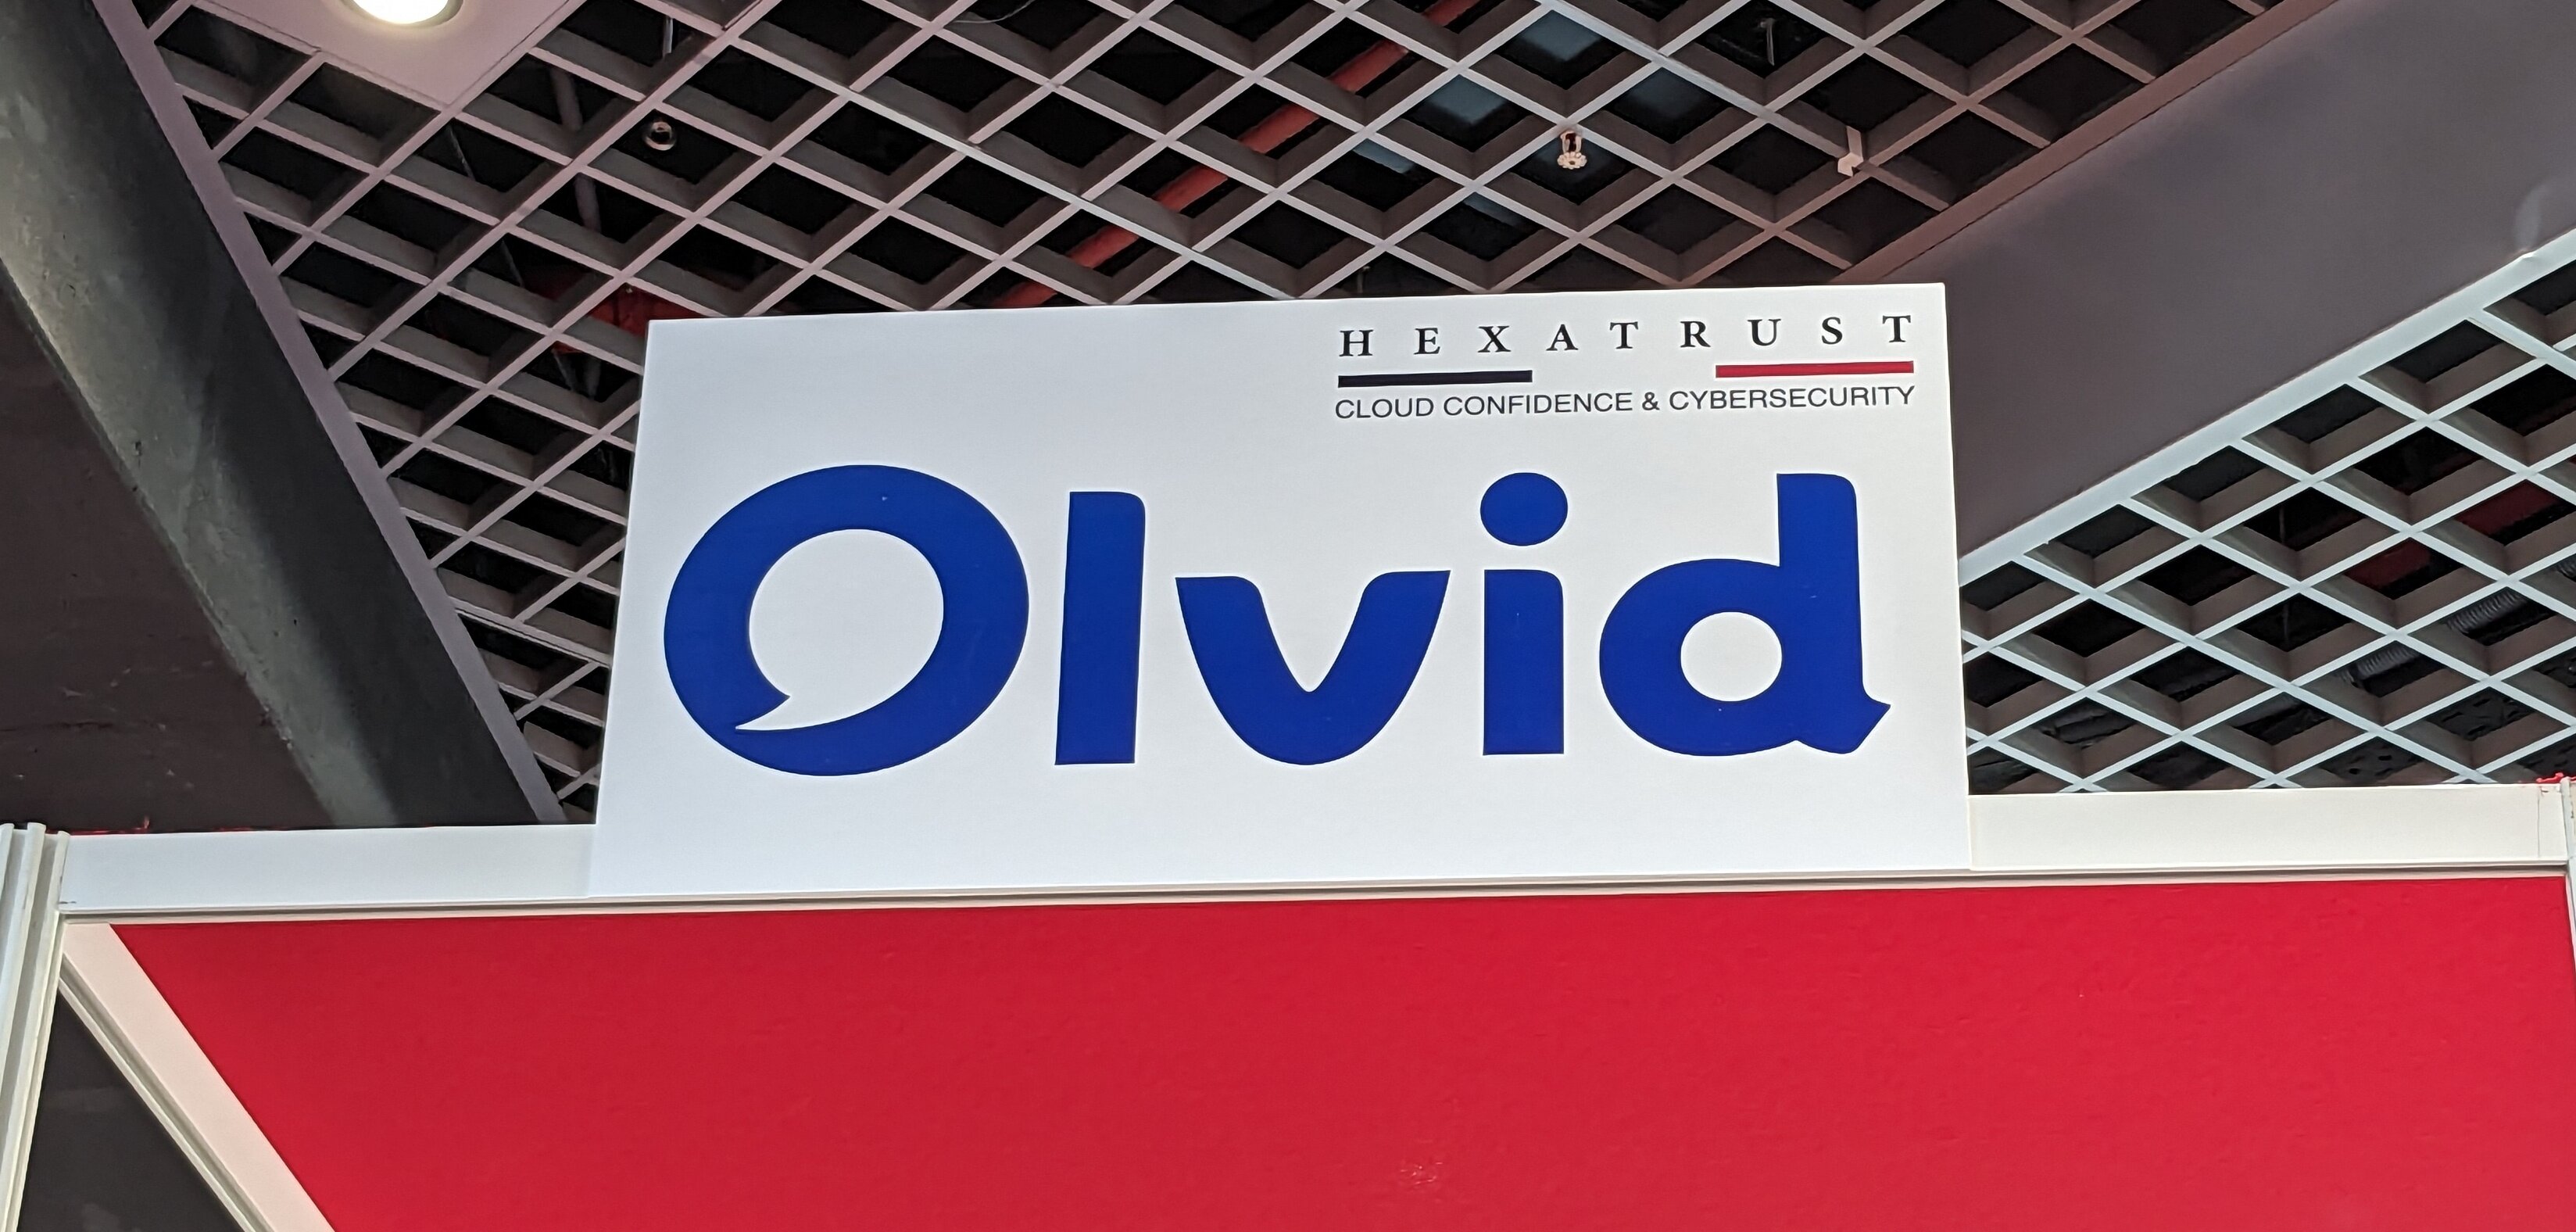 HEXATRUST
CLOUD CONFIDENCE & CYBERSECURITY
Olvid